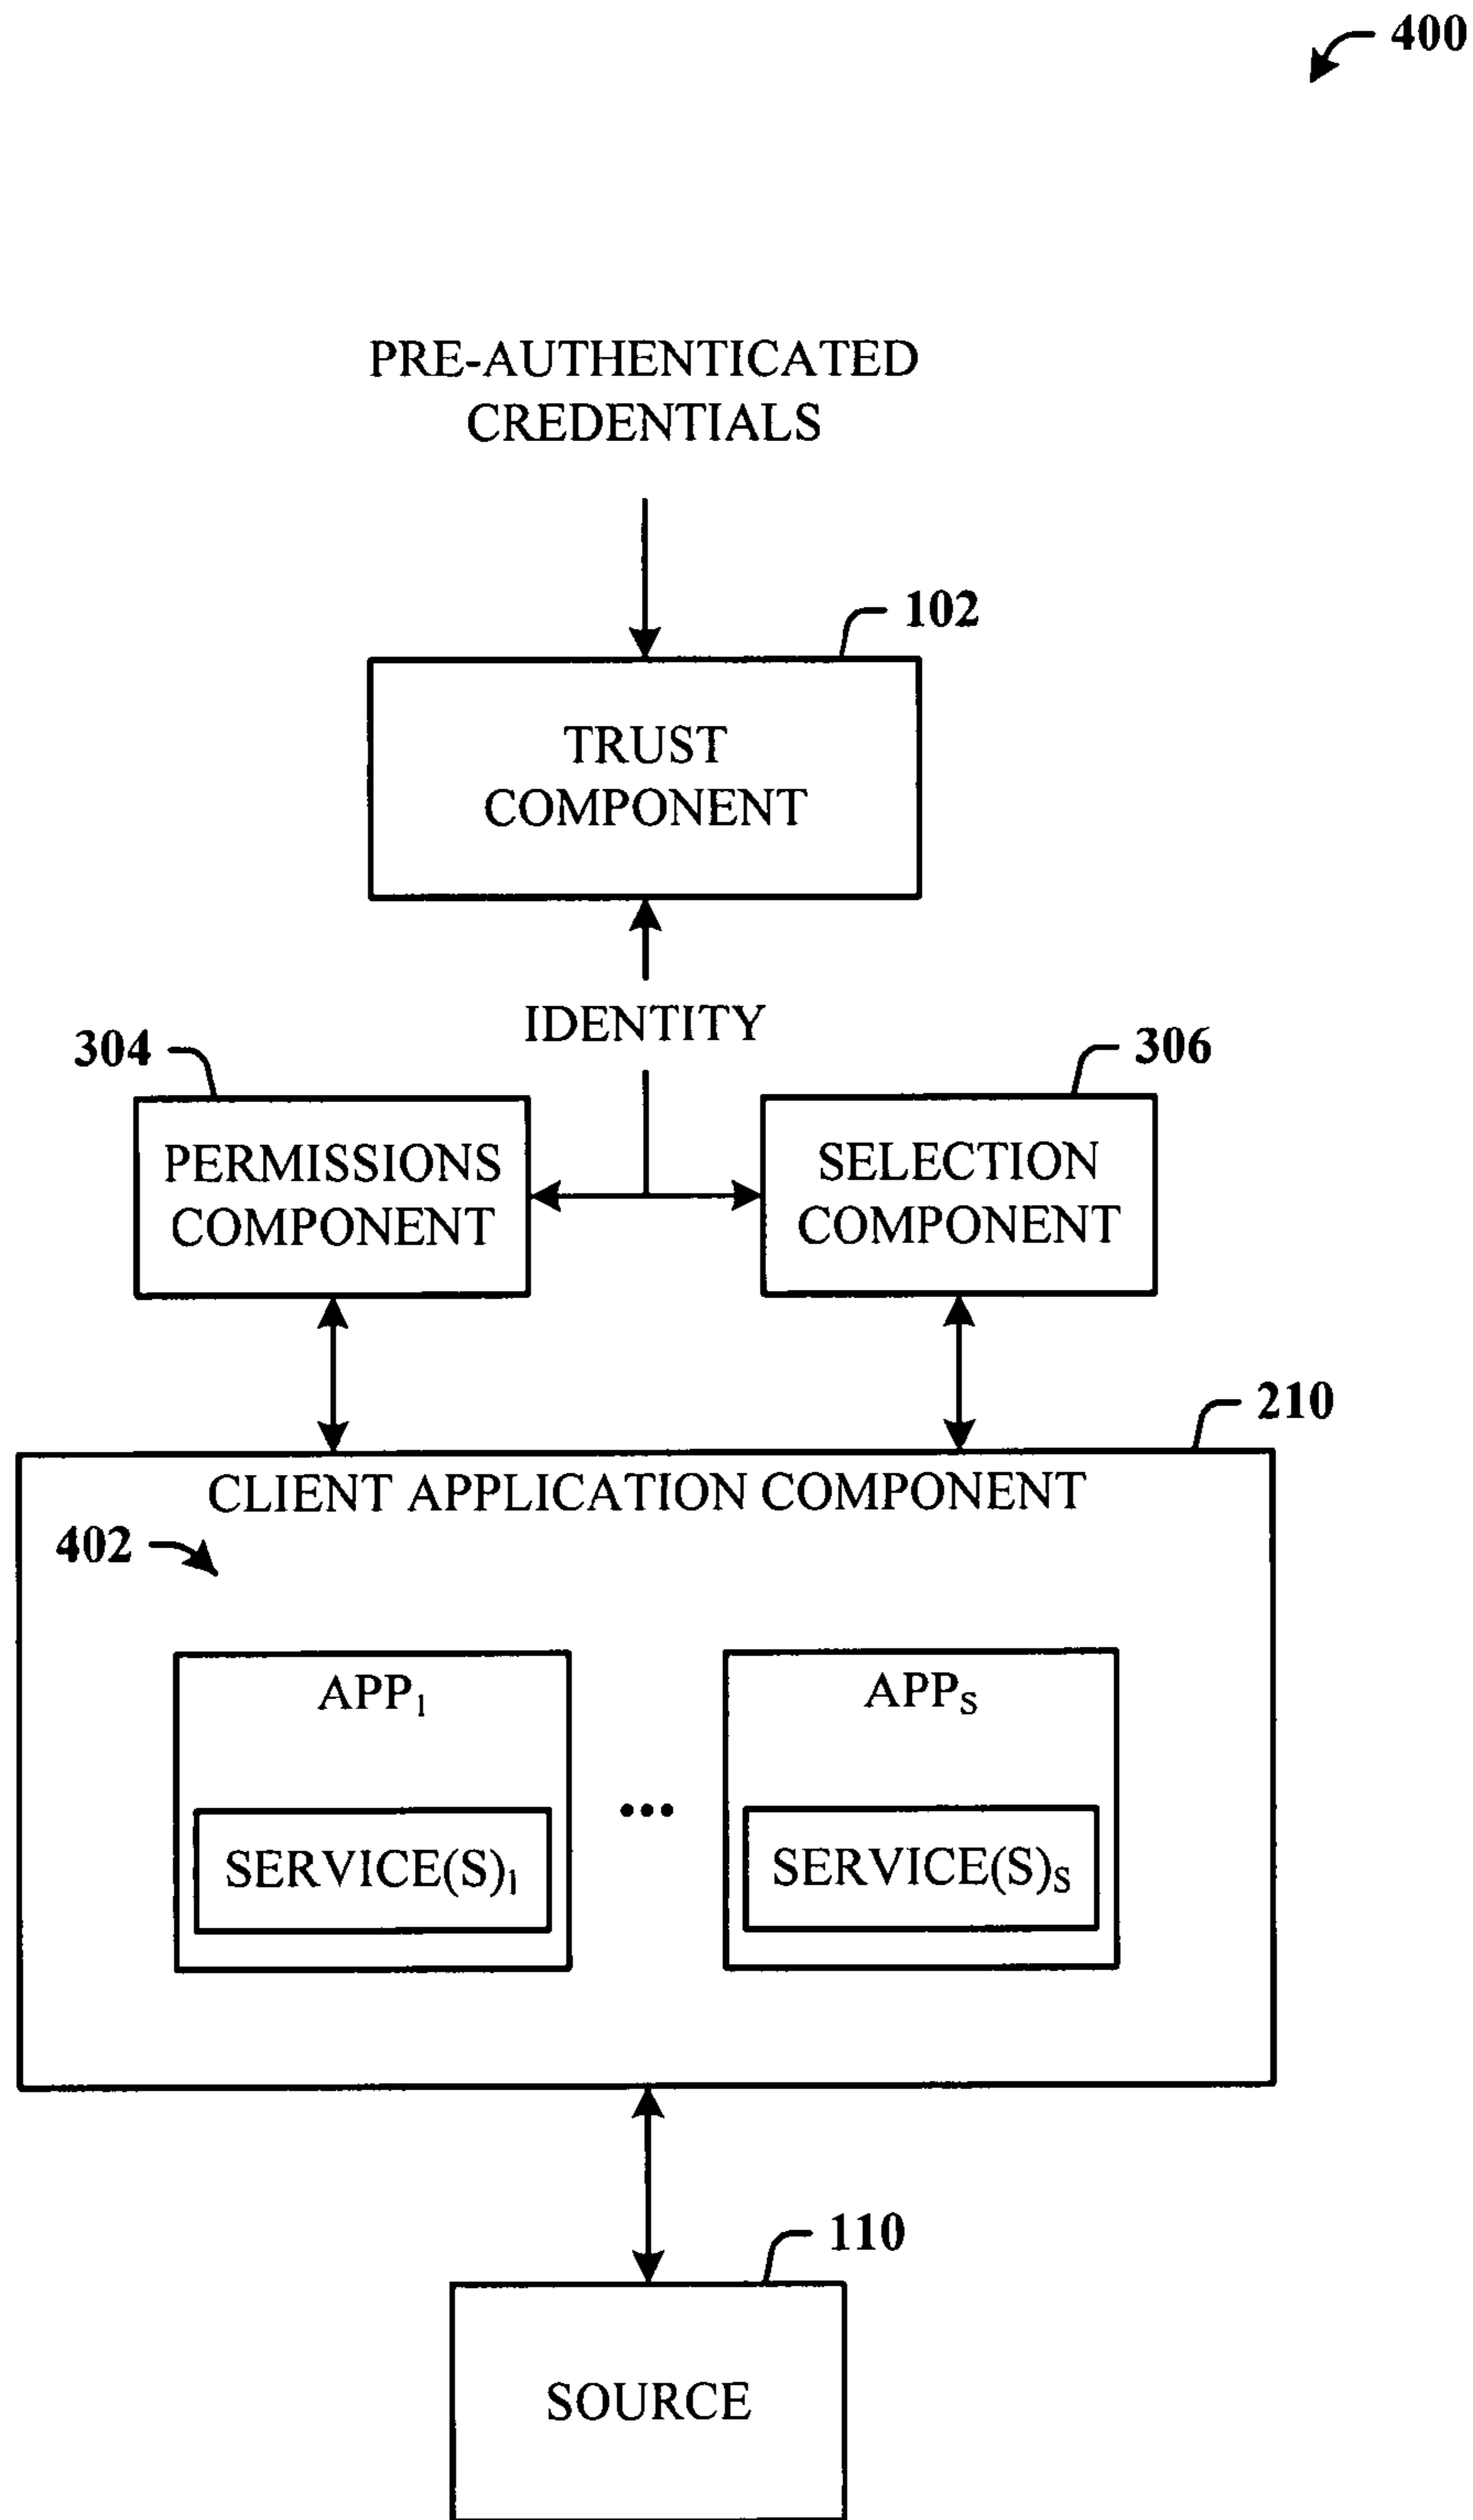 400
PRE-AUTHENTICATED
CREDENTIALS
102
TRUST
COMPONENT
IDENTITY
304
306
PERMISSIONS
COMPONENT
SELECTION
COMPONENT
210
CLIENT APPLICATION COMPONENT
402
APP1
APPS
•••
SERVICE(S)1
SERVICE(S)S
110
SOURCE